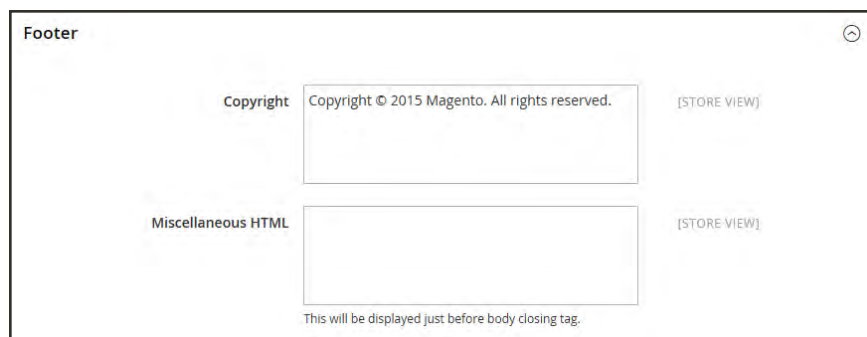 Footer
Copyright
Copyright © 2015 Magento. All rights reserved.
[STORE VIEW]
Miscellaneous HTML
[STORE VIEW]
This will be displayed just before body closing tag.